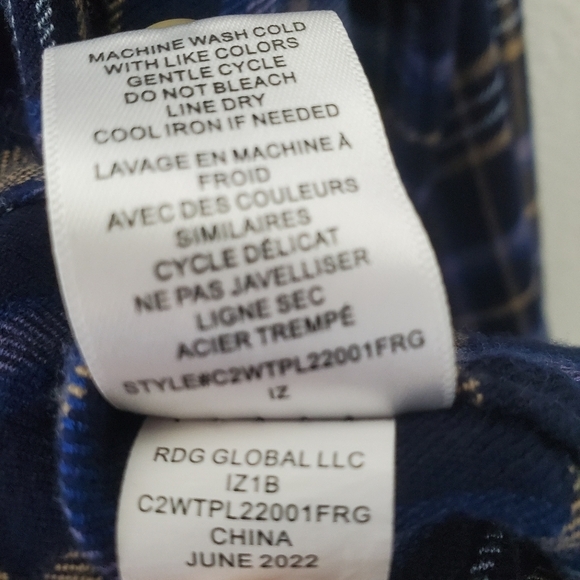 MACHINE WASH COLD
WITH LIKE COLORS
GENTLE CYCLE
DO NOT BLEACH
LINE DRY
COOL IRON IF NEEDED
LAVAGE EN MACHINE À
FROID
AVEC DES COULEURS
SIMILAIRES
CYCLE DÉLICAT
NE PAS JAVELLISER
LIGNE SEC
ACIER TREMPÉ
STYLE#C2WTPL22001FRG
IZ
RDG GLOBAL LLC
IZ1B
C2WTPL22001FRG
CHINA
JUNE 2022